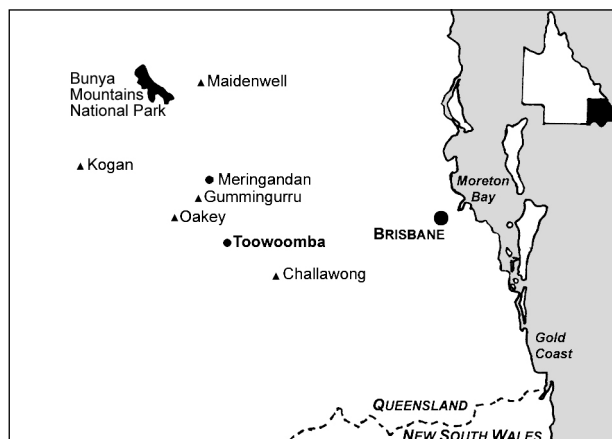 Bunya
Mountains
National Park
Maidenwell
Kogan
Meringandan
Gummingurru
Oakey
Toowoomba
Challawong
Moreton
Bay
BRISBANE
Gold
Coast
QUEENSLAND
NEW SOUTH WALES